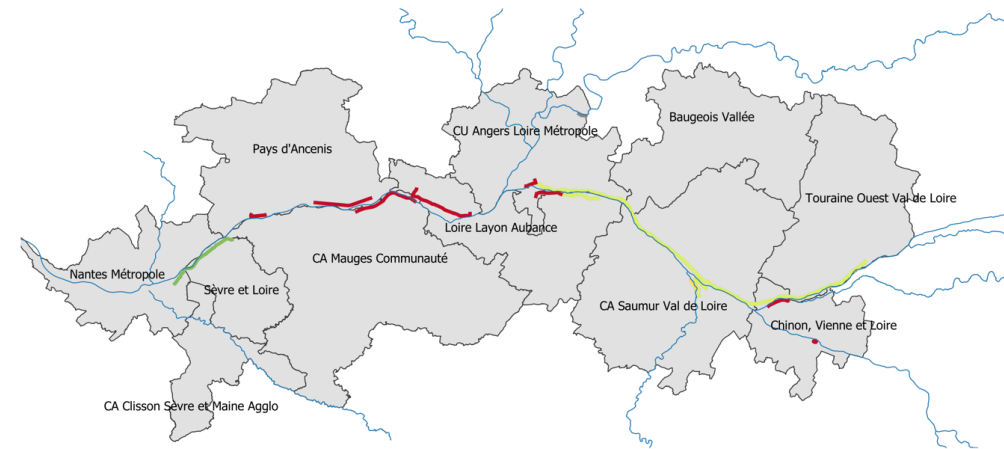 Baugeois Vallée
CU Angers Loire Métropole
Pays d'Ancenis
Touraine Ouest Val de Loire
Loire Layon Aubance
CA Mauges Communauté
Nantes Métropole
Sèvre et Loire
CA Saumur Val de Loire
Chinon, Vienne et Loire
CA Clisson Sèvre et Maine Agglo